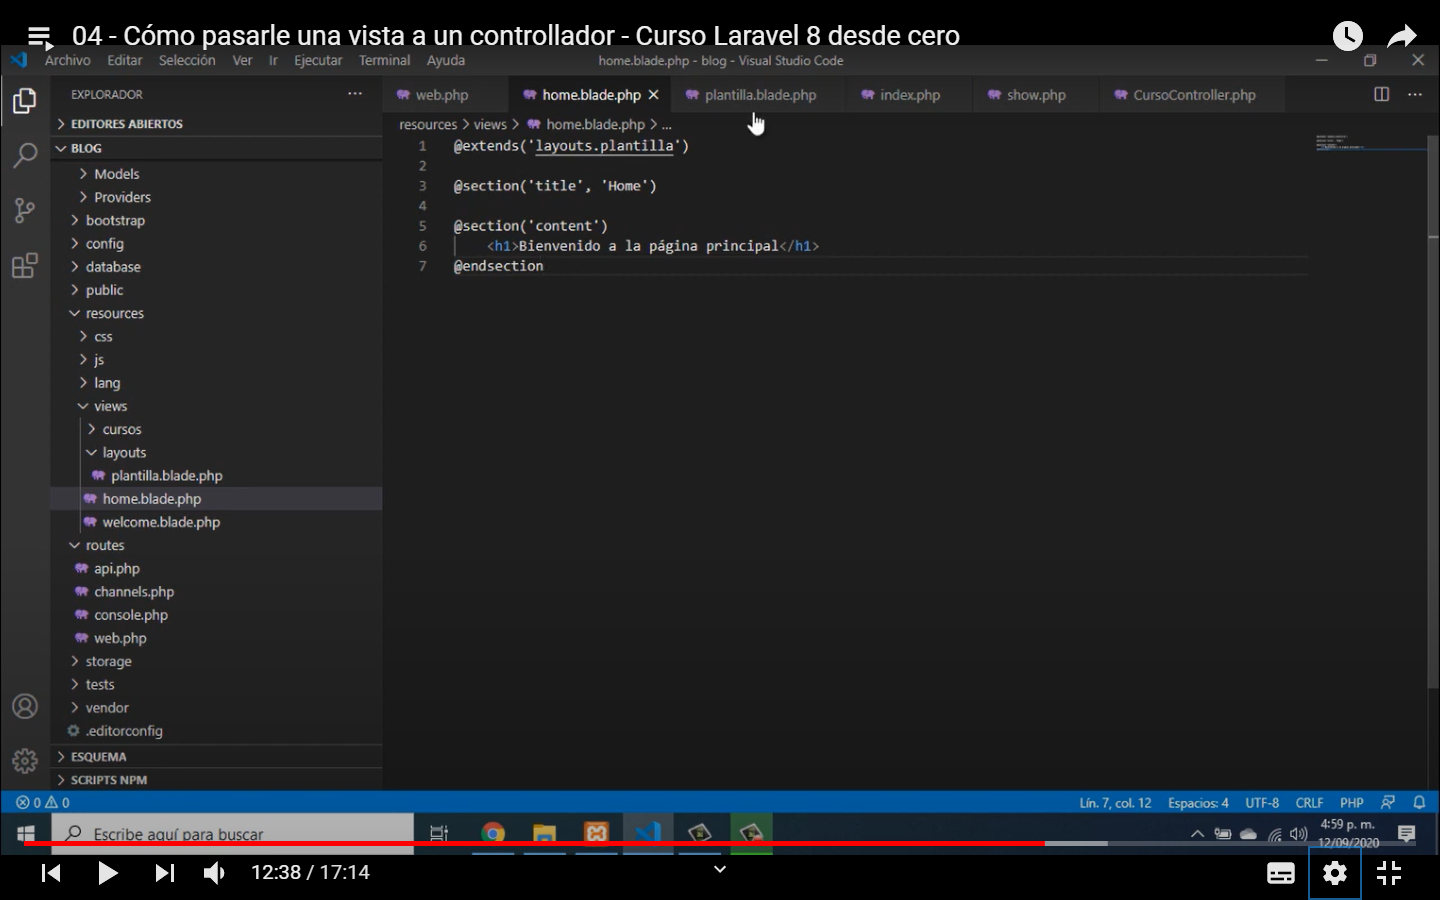 04 - Cómo pasarle una vista a un controllador - Curso Laravel 8 desde cero
Archivo Editar Selección Ver Ir Ejecutar Terminal Ayuda home.blade.php - blog - Visual Studio Code
EXPLORADOR
web.php home.blade.php plantilla.blade.php index.php show.php CursoController.php
EDITORES ABIERTOS
resources > views > home.blade.php > ...
BLOG
Models
Providers
bootstrap
config
database
public
resources
css
js
lang
views
cursos
layouts
plantilla.blade.php
home.blade.php
welcome.blade.php
routes
api.php
channels.php
console.php
web.php
storage
tests
vendor
.editorconfig
ESQUEMA
SCRIPTS NPM
1 @extends('layouts.plantilla')
2
3 @section('title', 'Home')
4
5 @section('content')
6 <h1>Bienvenido a la página principal</h1>
7 @endsection
0 0 Lín. 7, col. 12 Espacios: 4 UTF-8 CRLF PHP
Escribe aquí para buscar
4:59 p. m.
12/09/2020
12:38 / 17:14